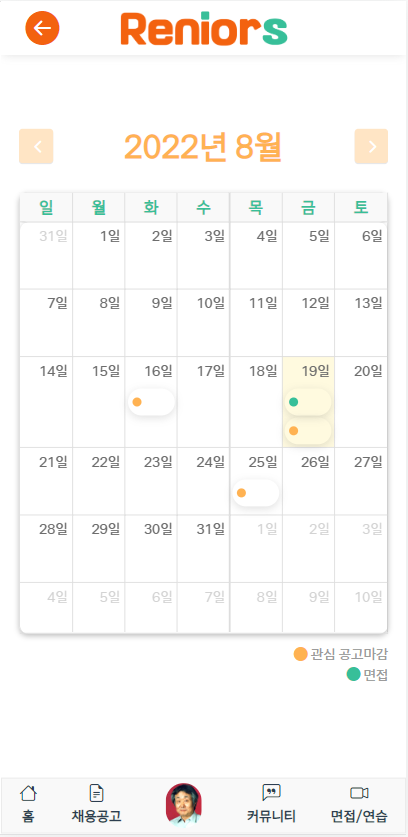 Reniors
2022년 8월
일 월 화 수 목 금 토
31일 1일 2일 3일 4일 5일 6일
7일 8일 9일 10일 11일 12일 13일
14일 15일 16일 17일 18일 19일 20일
21일 22일 23일 24일 25일 26일 27일
28일 29일 30일 31일 1일 2일 3일
4일 5일 6일 7일 8일 9일 10일
관심 공고마감
면접
홈 채용공고 커뮤니티 면접/연습